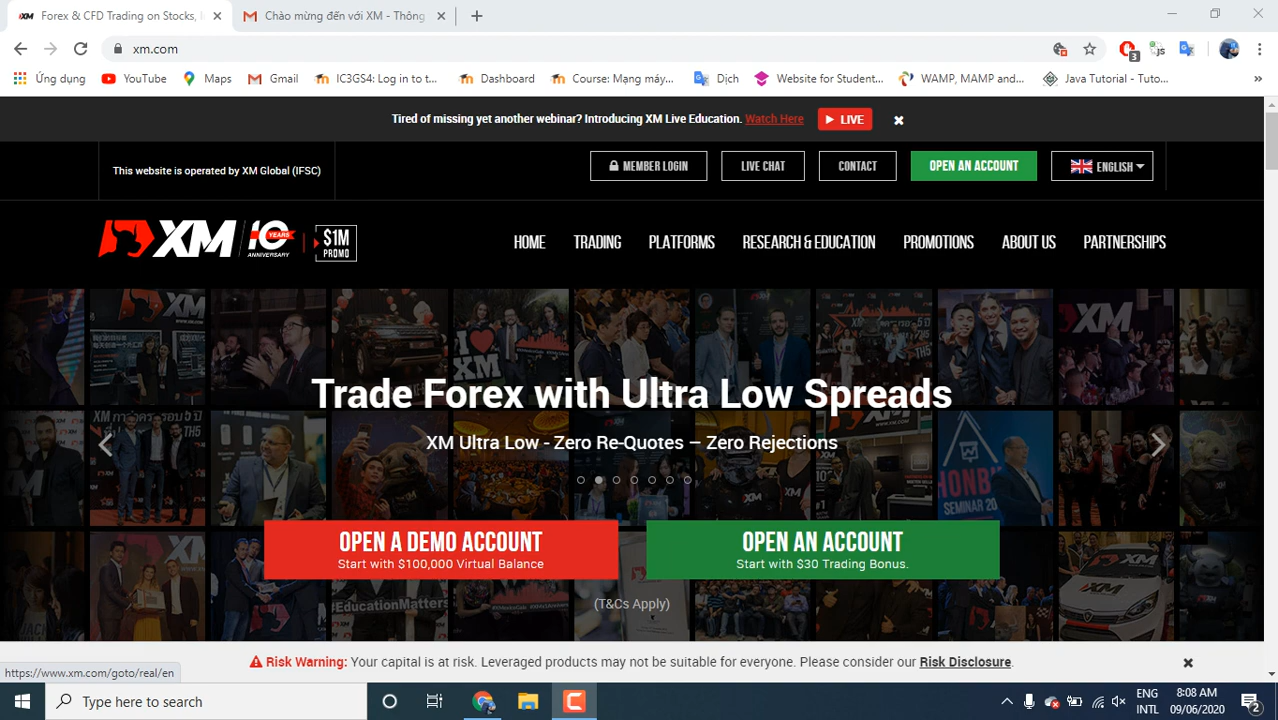 Forex & CFD Trading on Stocks, I
Chào mừng đến với XM - Thông
xm.com
3
Ứng dụng
YouTube
Maps
Gmail
IC3GS4: Log in to t...
Dashboard
Course: Mạng máy...
Dịch
Website for Student...
WAMP, MAMP and...
Java Tutorial - Tuto...
»
Tired of missing yet another webinar? Introducing XM Live Education. Watch Here LIVE
This website is operated by XM Global (IFSC)
MEMBER LOGIN
LIVE CHAT
CONTACT
OPEN AN ACCOUNT
ENGLISH
XM 10 YEARS ANNIVERSARY
$1M
PROMO
HOME
TRADING
PLATFORMS
RESEARCH & EDUCATION
PROMOTIONS
ABOUT US
PARTNERSHIPS
XM
I
XM
XM
Trade Forex with Ultra Low Spreads
XM Ultra Low - Zero Re-Quotes – Zero Rejections
SEMINAR 20
OPEN A DEMO ACCOUNT
Start with $100,000 Virtual Balance
OPEN AN ACCOUNT
Start with $30 Trading Bonus.
(T&Cs Apply)
#EducationMatters
Risk Warning: Your capital is at risk. Leveraged products may not be suitable for everyone. Please consider our Risk Disclosure.
https://www.xm.com/goto/real/en
Type here to search
ENG
INTL
8:08 AM
09/06/2020
2